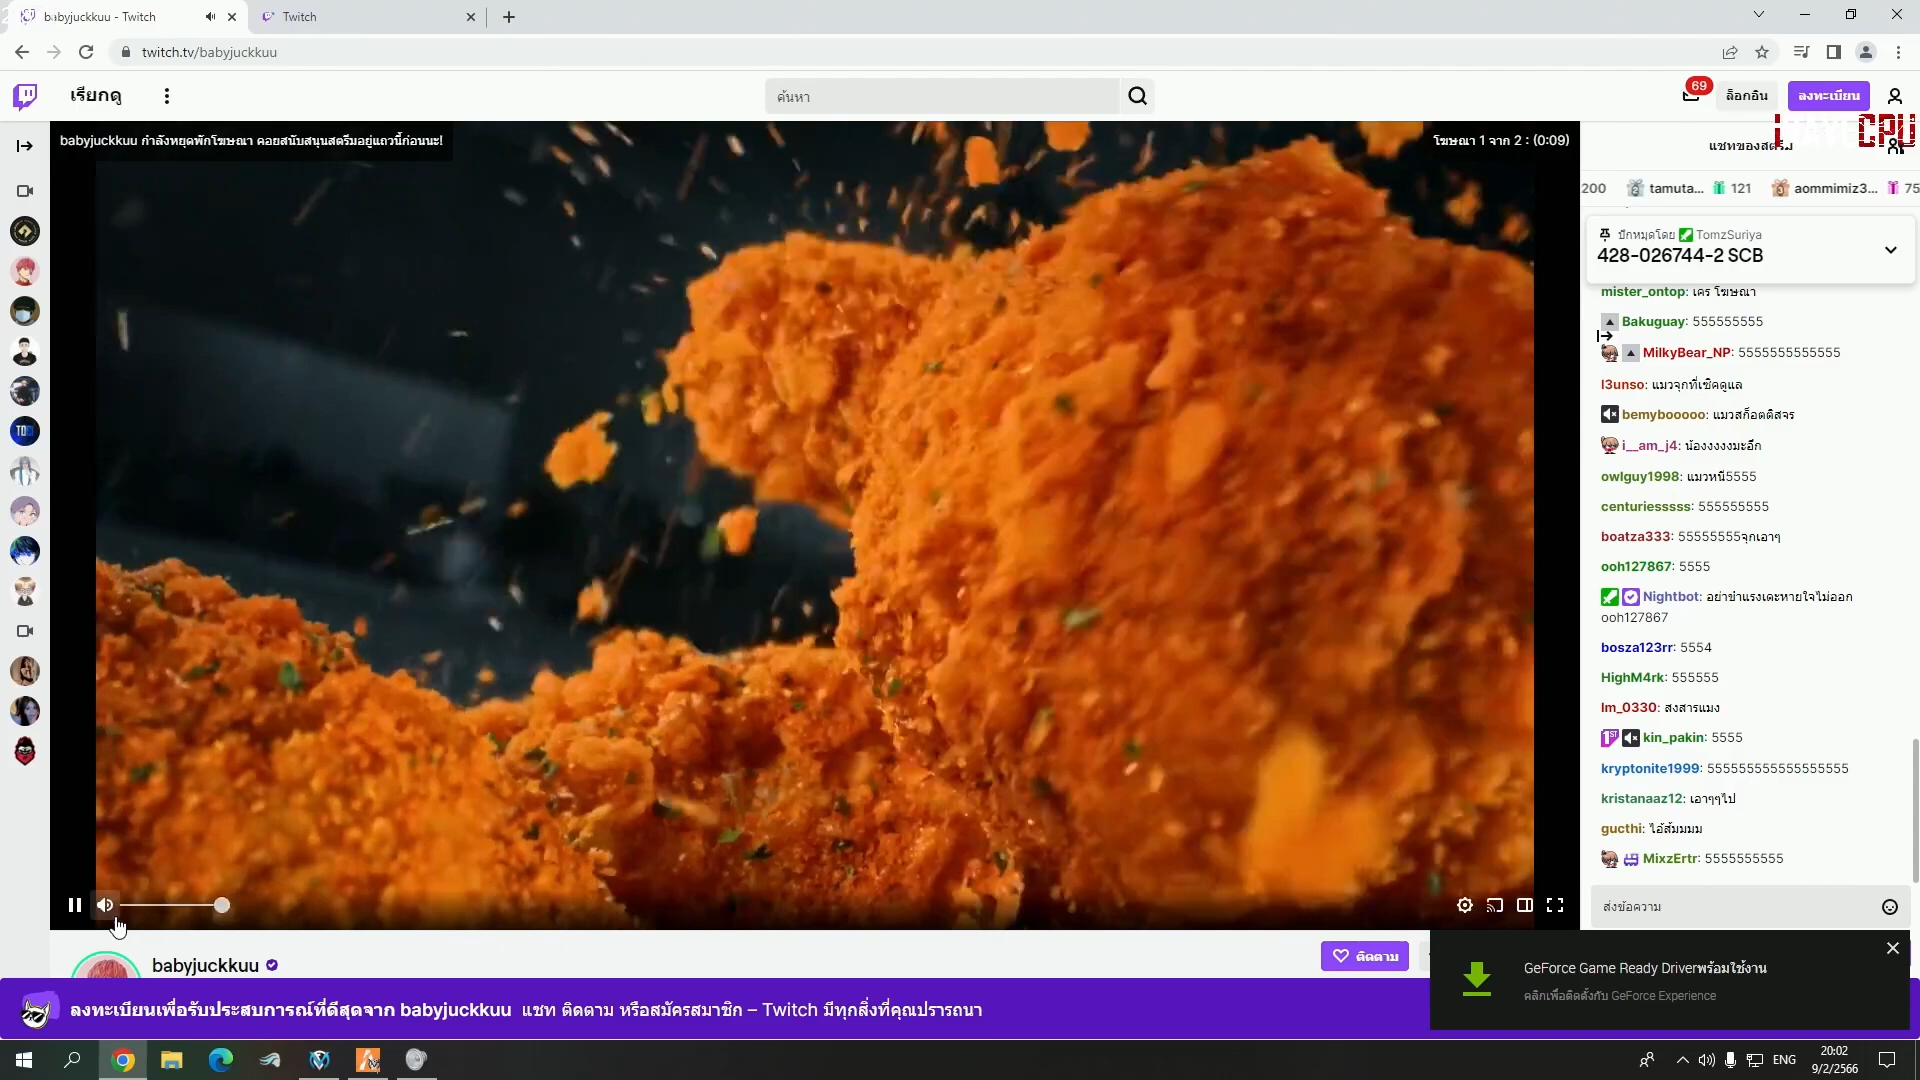 babyjuckkuu - Twitch
Twitch
twitch.tv/babyjuckkuu
เรียกดู
ค้นหา
69
ล็อกอิน
ลงทะเบียน
babyjuckkuu กำลังหยุดพักโฆษณา คอยสนับสนุนสตรีมอยู่แถวนี้ก่อนนะ!
โฆษณา 1 จาก 2 : (0:09)
CPU
แชทของสตรีม
200 tamuta... 121 aommimiz3... 75
ปักหมุดโดย TomzSuriya
428-026744-2 SCB
mister_ontop: เคร โฆษณา
Bakuguay: 555555555
MilkyBear_NP: 5555555555555
l3unso: แมวจุกที่เซิคดูแล
bemybooooo: แมวสก็อตติสจร
i__am_j4: น้องงงงงมะอึก
owlguy1998: แมวหนี5555
centuriesssss: 555555555
boatza333: 55555555จุกเอาๆ
ooh127867: 5555
Nightbot: อย่าขำแรงเดะหายใจไม่ออก
ooh127867
bosza123rr: 5554
HighM4rk: 555555
lm_0330: สงสารแมง
1ST kin_pakin: 5555
kryptonite1999: 555555555555555555
kristanaaz12: เอาๆๆไป
gucthi: ไอ้ส้มมมม
MixzErtr: 5555555555
ส่งข้อความ
babyjuckkuu
ติดตาม
GeForce Game Ready Driverพร้อมใช้งาน
คลิกเพื่อติดตั้งกับ GeForce Experience
ลงทะเบียนเพื่อรับประสบการณ์ที่ดีสุดจาก babyjuckkuu แชท ติดตาม หรือสมัครสมาชิก – Twitch มีทุกสิ่งที่คุณปรารถนา
ENG
20:02
9/2/2566